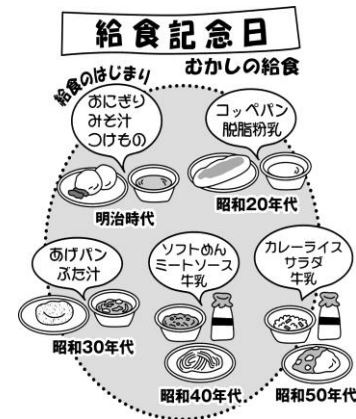 給食記念日
むかしの給食
給食のはじまり
おにぎり
みそ汁
つけもの
明治時代
コッペパン
脱脂粉乳
昭和20年代
あげパン
ぶた汁
昭和30年代
ソフトめん
ミートソース
牛乳
昭和40年代
カレーライス
サラダ
牛乳
昭和50年代